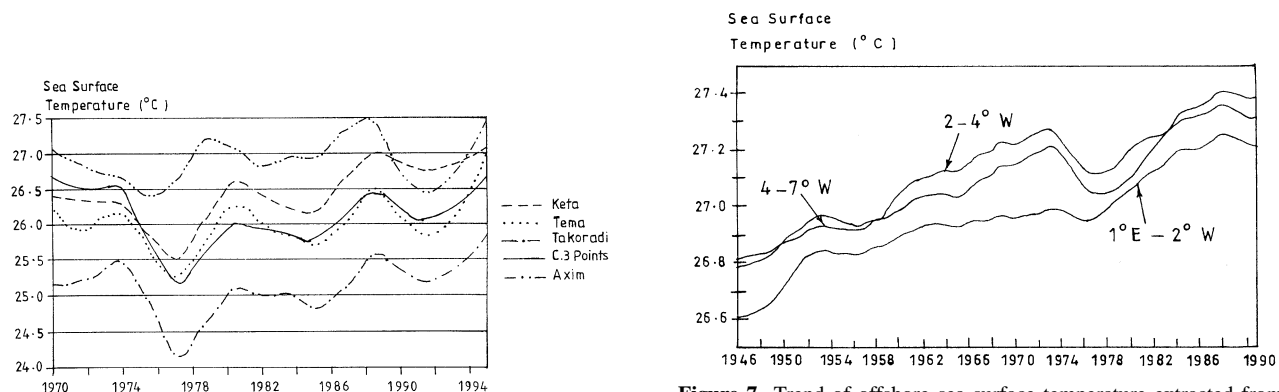 Sea Surface
Temperature (°C)
27.5
27.0
26.5
26.0
25.5
25.0
24.5
24.0
1970 1974 1978 1982 1986 1990 1994
Keta
Tema
Takoradi
C.3 Points
Axim
Sea Surface
Temperature (°C)
27.4
27.2
27.0
26.8
26.6
2-4° W
4-7° W
1°E - 2° W
1946 1950 1954 1958 1962 1966 1970 1974 1978 1982 1986 1990
Figure 7 Trend of offshore sea surface temperature extracted from